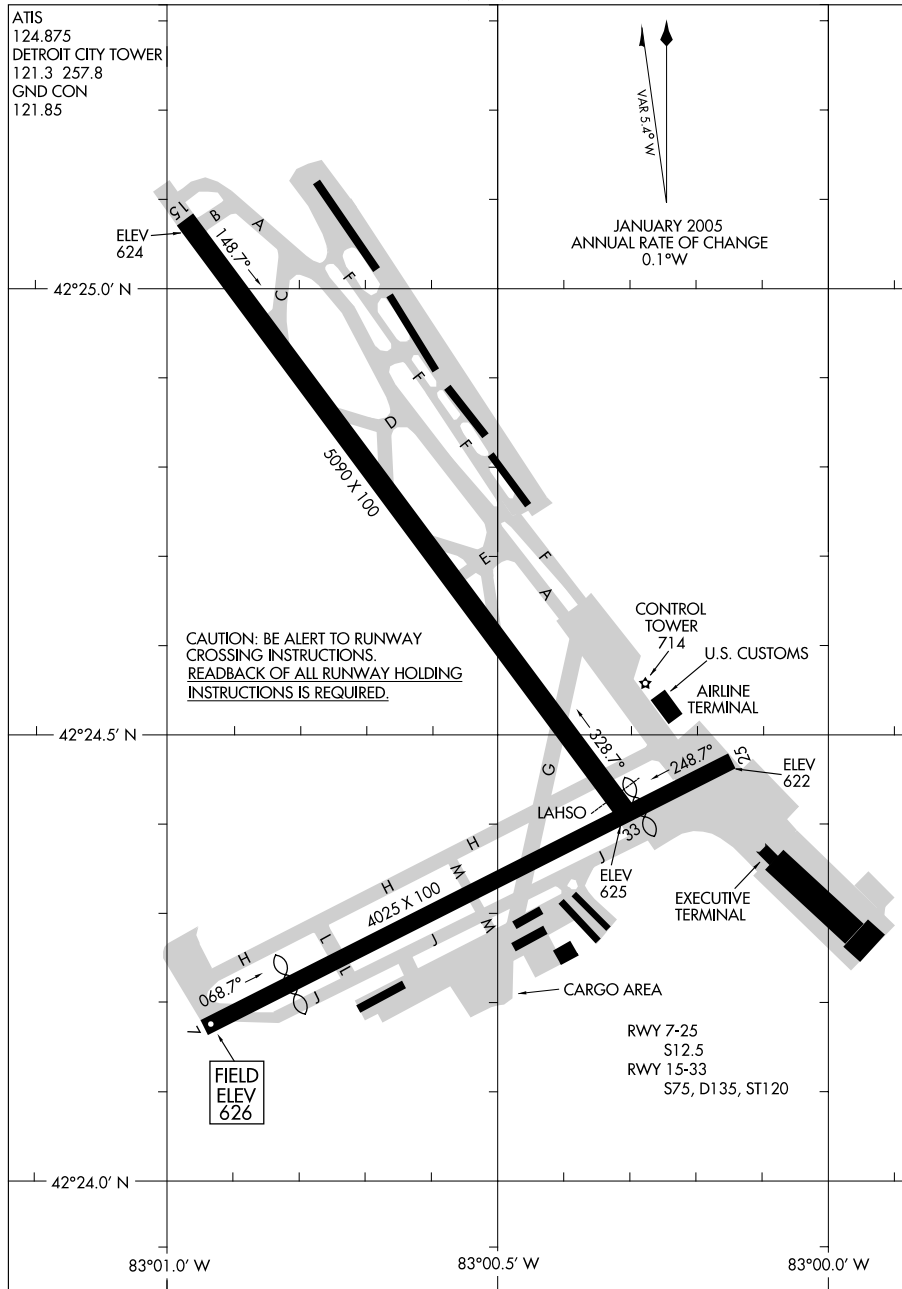 ATIS
124.875
DETROIT CITY TOWER
121.3 257.8
GND CON
121.85
VAR 5.4° W
JANUARY 2005
ANNUAL RATE OF CHANGE
0.1°W
15
B
A
ELEV
624
148.7°
C
F
42°25.0' N
F
D
F
5090 X 100
E
F
A
CONTROL
TOWER
714
U.S. CUSTOMS
AIRLINE
TERMINAL
CAUTION: BE ALERT TO RUNWAY
CROSSING INSTRUCTIONS.
READBACK OF ALL RUNWAY HOLDING
INSTRUCTIONS IS REQUIRED.
42°24.5' N
328.7°
G
248.7°
25
ELEV
622
LAHSO
33
ELEV
625
J
H
H
M
4025 X 100
M
J
L
L
H
J
068.7°
7
EXECUTIVE
TERMINAL
CARGO AREA
FIELD
ELEV
626
RWY 7-25
S12.5
RWY 15-33
S75, D135, ST120
42°24.0' N
83°01.0' W
83°00.5' W
83°00.0' W